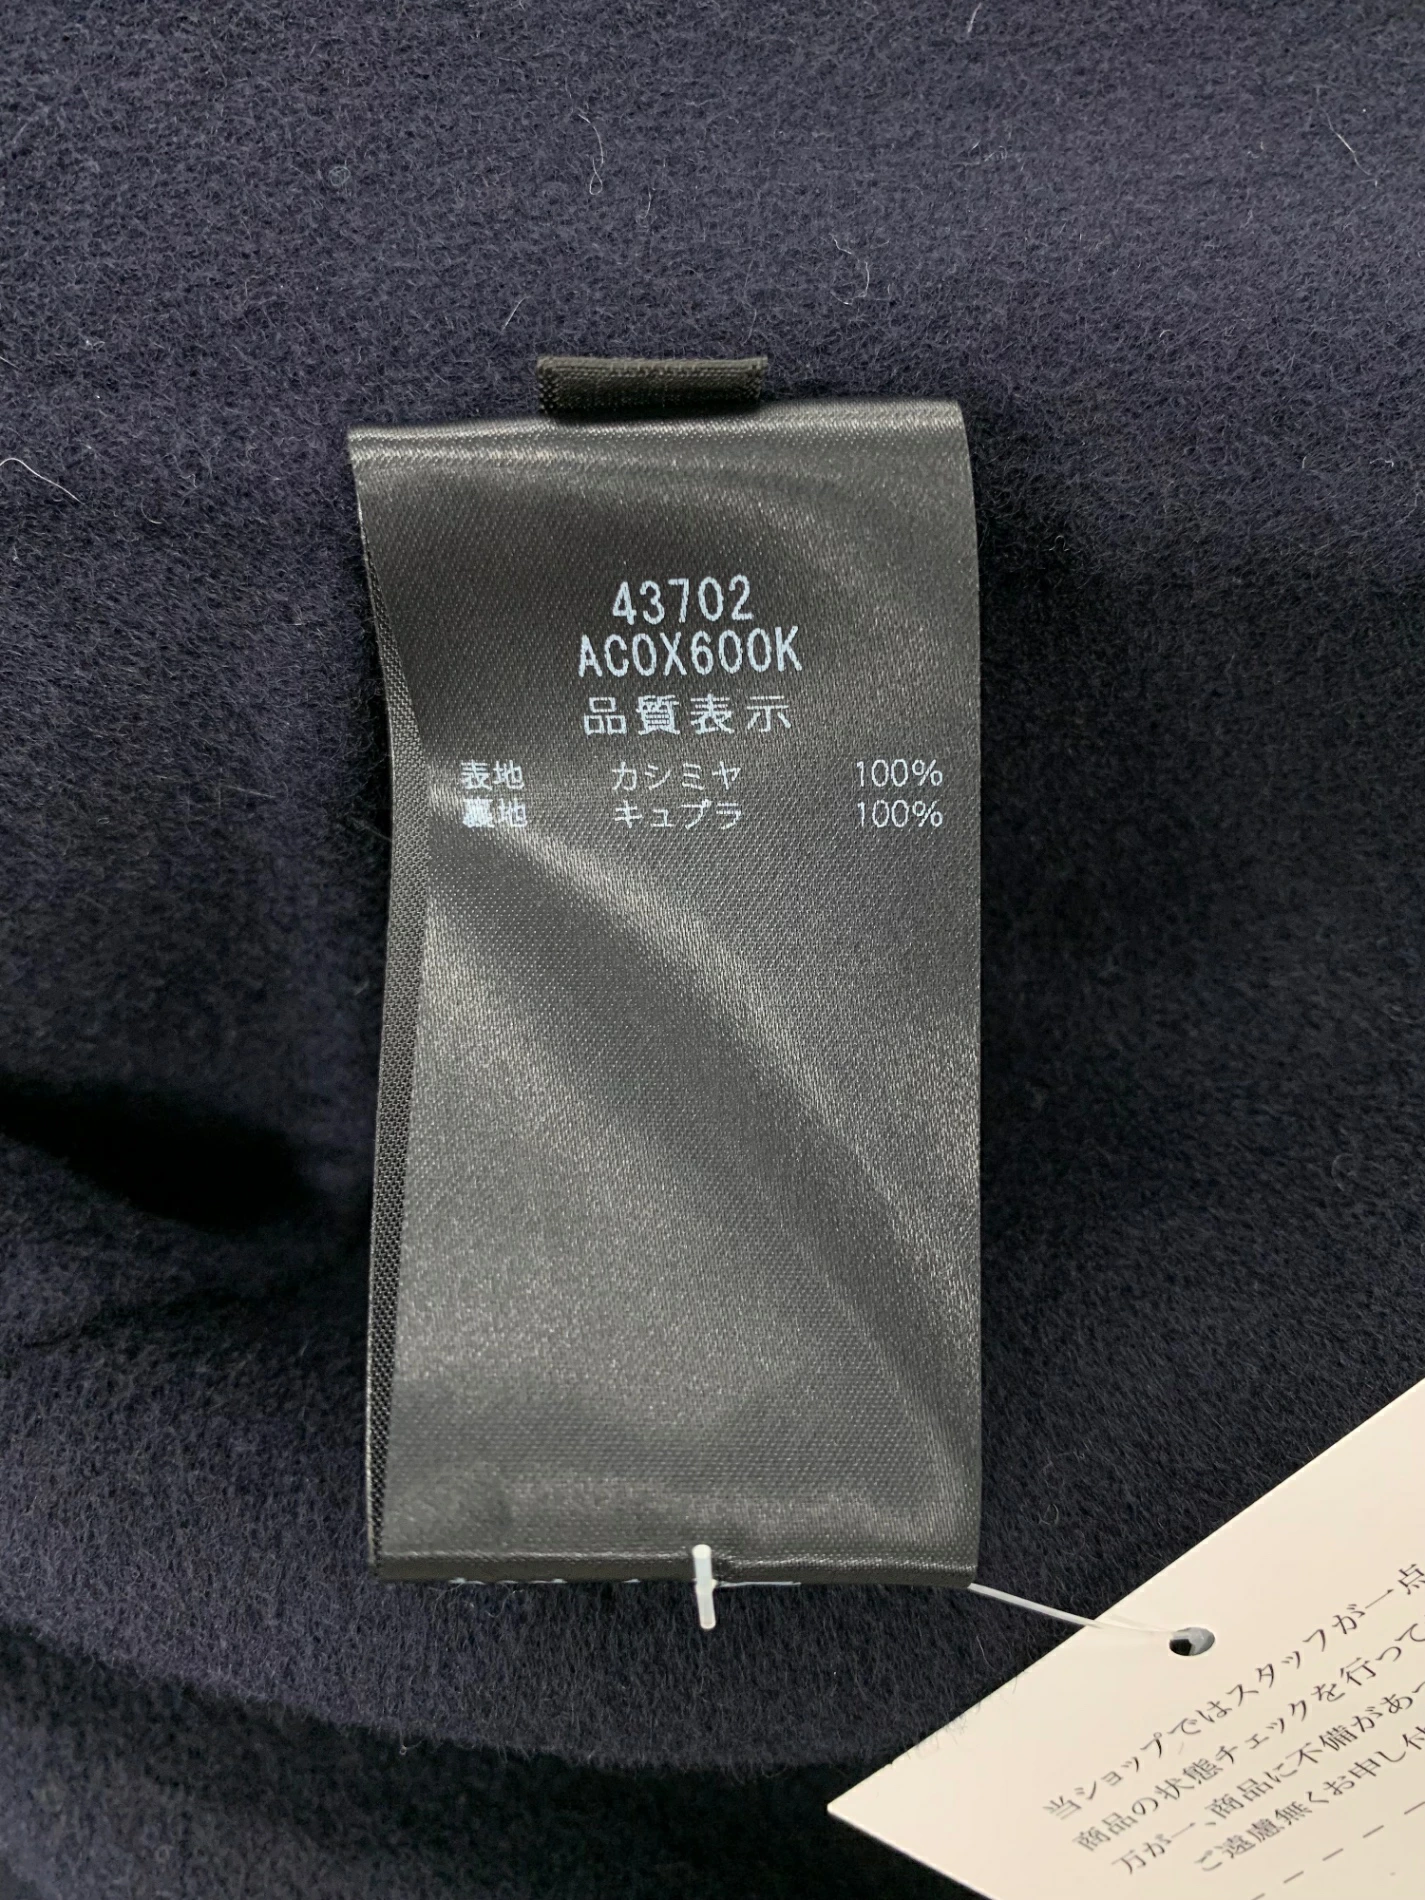 43702
ACOX600K
品質表示
表地 カシミヤ 100%
裏地 キュプラ 100%
当ショップではスタッフが一点
商品の状態チェックを行って
万が一、商品に不備があっ
ご遠慮無くお申し付